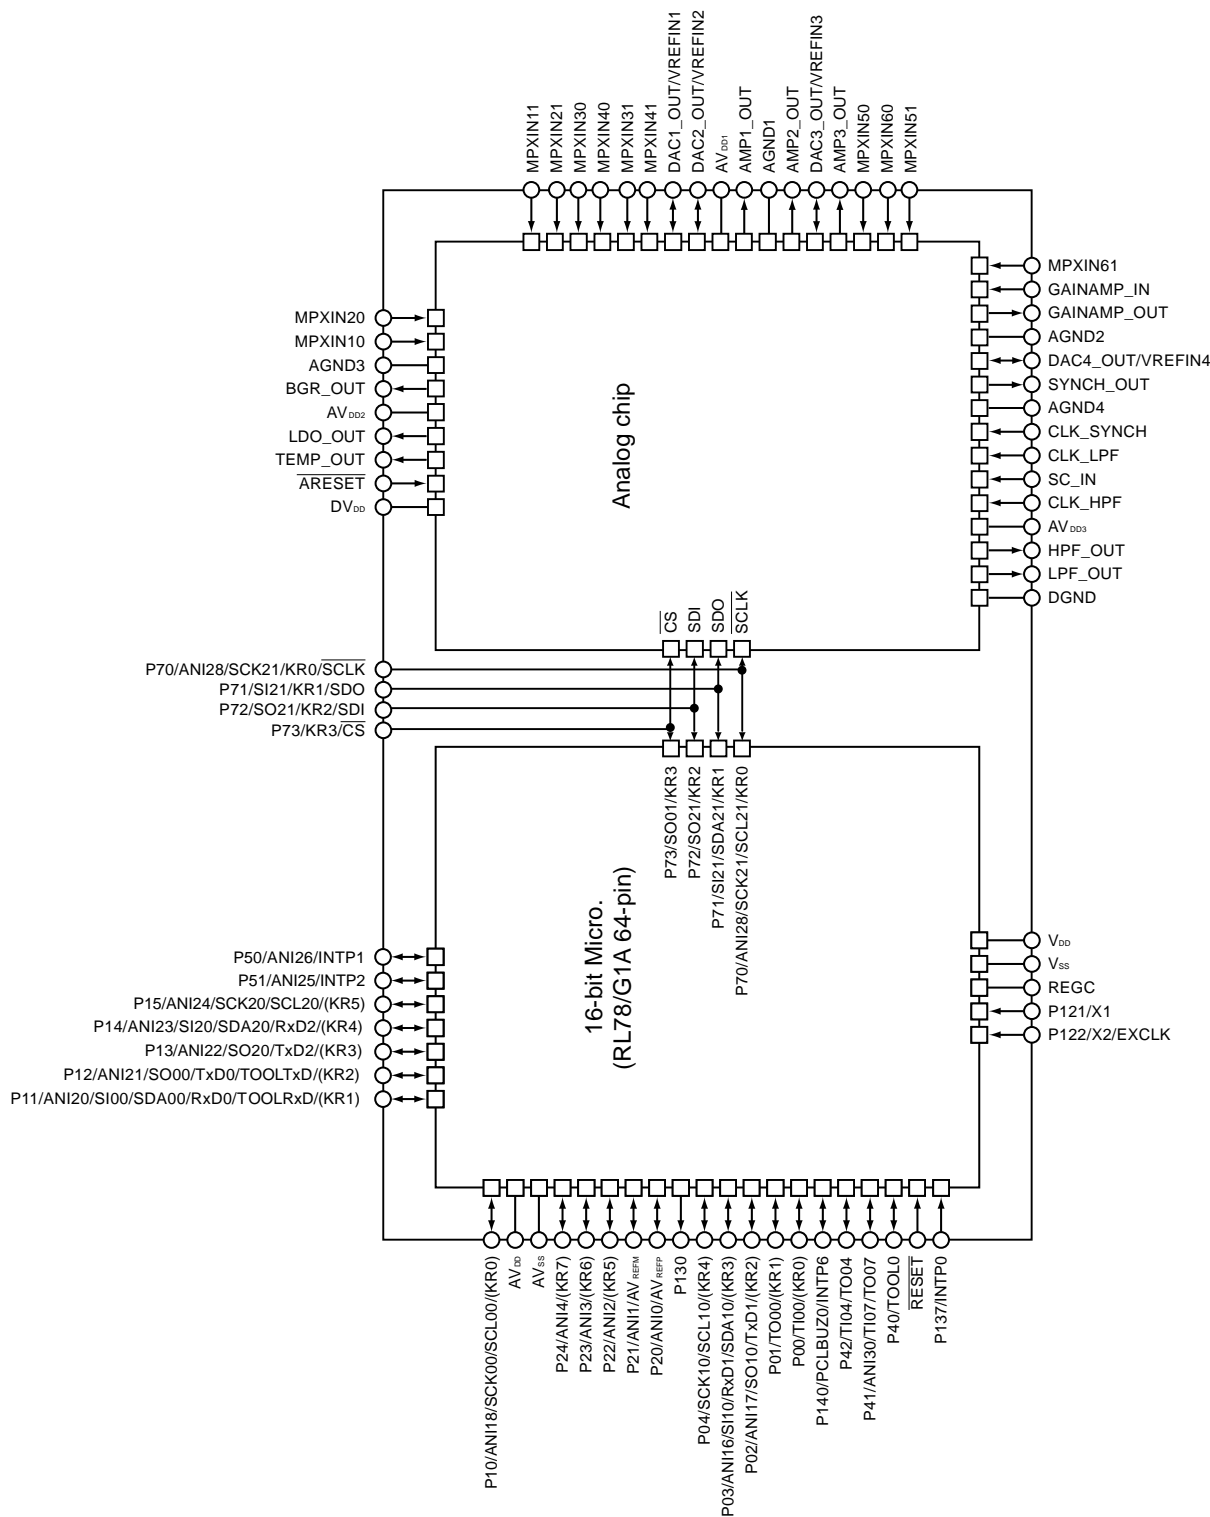 MPXIN11
MPXIN21
MPXIN30
MPXIN40
MPXIN31
MPXIN41
DAC1_OUT/VREFIN1
DAC2_OUT/VREFIN2
AVDD1
AMP1_OUT
AGND1
AMP2_OUT
DAC3_OUT/VREFIN3
AMP3_OUT
MPXIN50
MPXIN60
MPXIN51
MPXIN20
MPXIN10
AGND3
BGR_OUT
AVDD2
LDO_OUT
TEMP_OUT
ARESET
DVDD
Analog chip
MPXIN61
GAINAMP_IN
GAINAMP_OUT
AGND2
DAC4_OUT/VREFIN4
SYNCH_OUT
AGND4
CLK_SYNCH
CLK_LPF
SC_IN
CLK_HPF
AVDD3
HPF_OUT
LPF_OUT
DGND
CS
SDI
SDO
SCLK
P70/ANI28/SCK21/KR0/SCLK
P71/SI21/KR1/SDO
P72/SO21/KR2/SDI
P73/KR3/CS
P73/SO01/KR3
P72/SO21/KR2
P71/SI21/SDA21/KR1
P70/ANI28/SCK21/SCL21/KR0
16-bit Micro.
(RL78/G1A 64-pin)
P50/ANI26/INTP1
P51/ANI25/INTP2
P15/ANI24/SCK20/SCL20/(KR5)
P14/ANI23/SI20/SDA20/RxD2/(KR4)
P13/ANI22/SO20/TxD2/(KR3)
P12/ANI21/SO00/TxD0/TOOLTxD/(KR2)
P11/ANI20/SI00/SDA00/RxD0/TOOLRxD/(KR1)
VDD
VSS
REGC
P121/X1
P122/X2/EXCLK
P10/ANI18/SCK00/SCL00/(KR0)
AVDD
AVSS
P24/ANI4/(KR7)
P23/ANI3/(KR6)
P22/ANI2/(KR5)
P21/ANI1/AVREFM
P20/ANI0/AVREFP
P130
P04/SCK10/SCL10/(KR4)
P03/ANI16/SI10/RxD1/SDA10/(KR3)
P02/ANI17/SO10/TxD1/(KR2)
P01/TO00/(KR1)
P00/TI00/(KR0)
P140/PCLBUZ0/INTP6
P42/TI04/TO04
P41/ANI30/TI07/TO07
P40/TOOL0
RESET
P137/INTP0